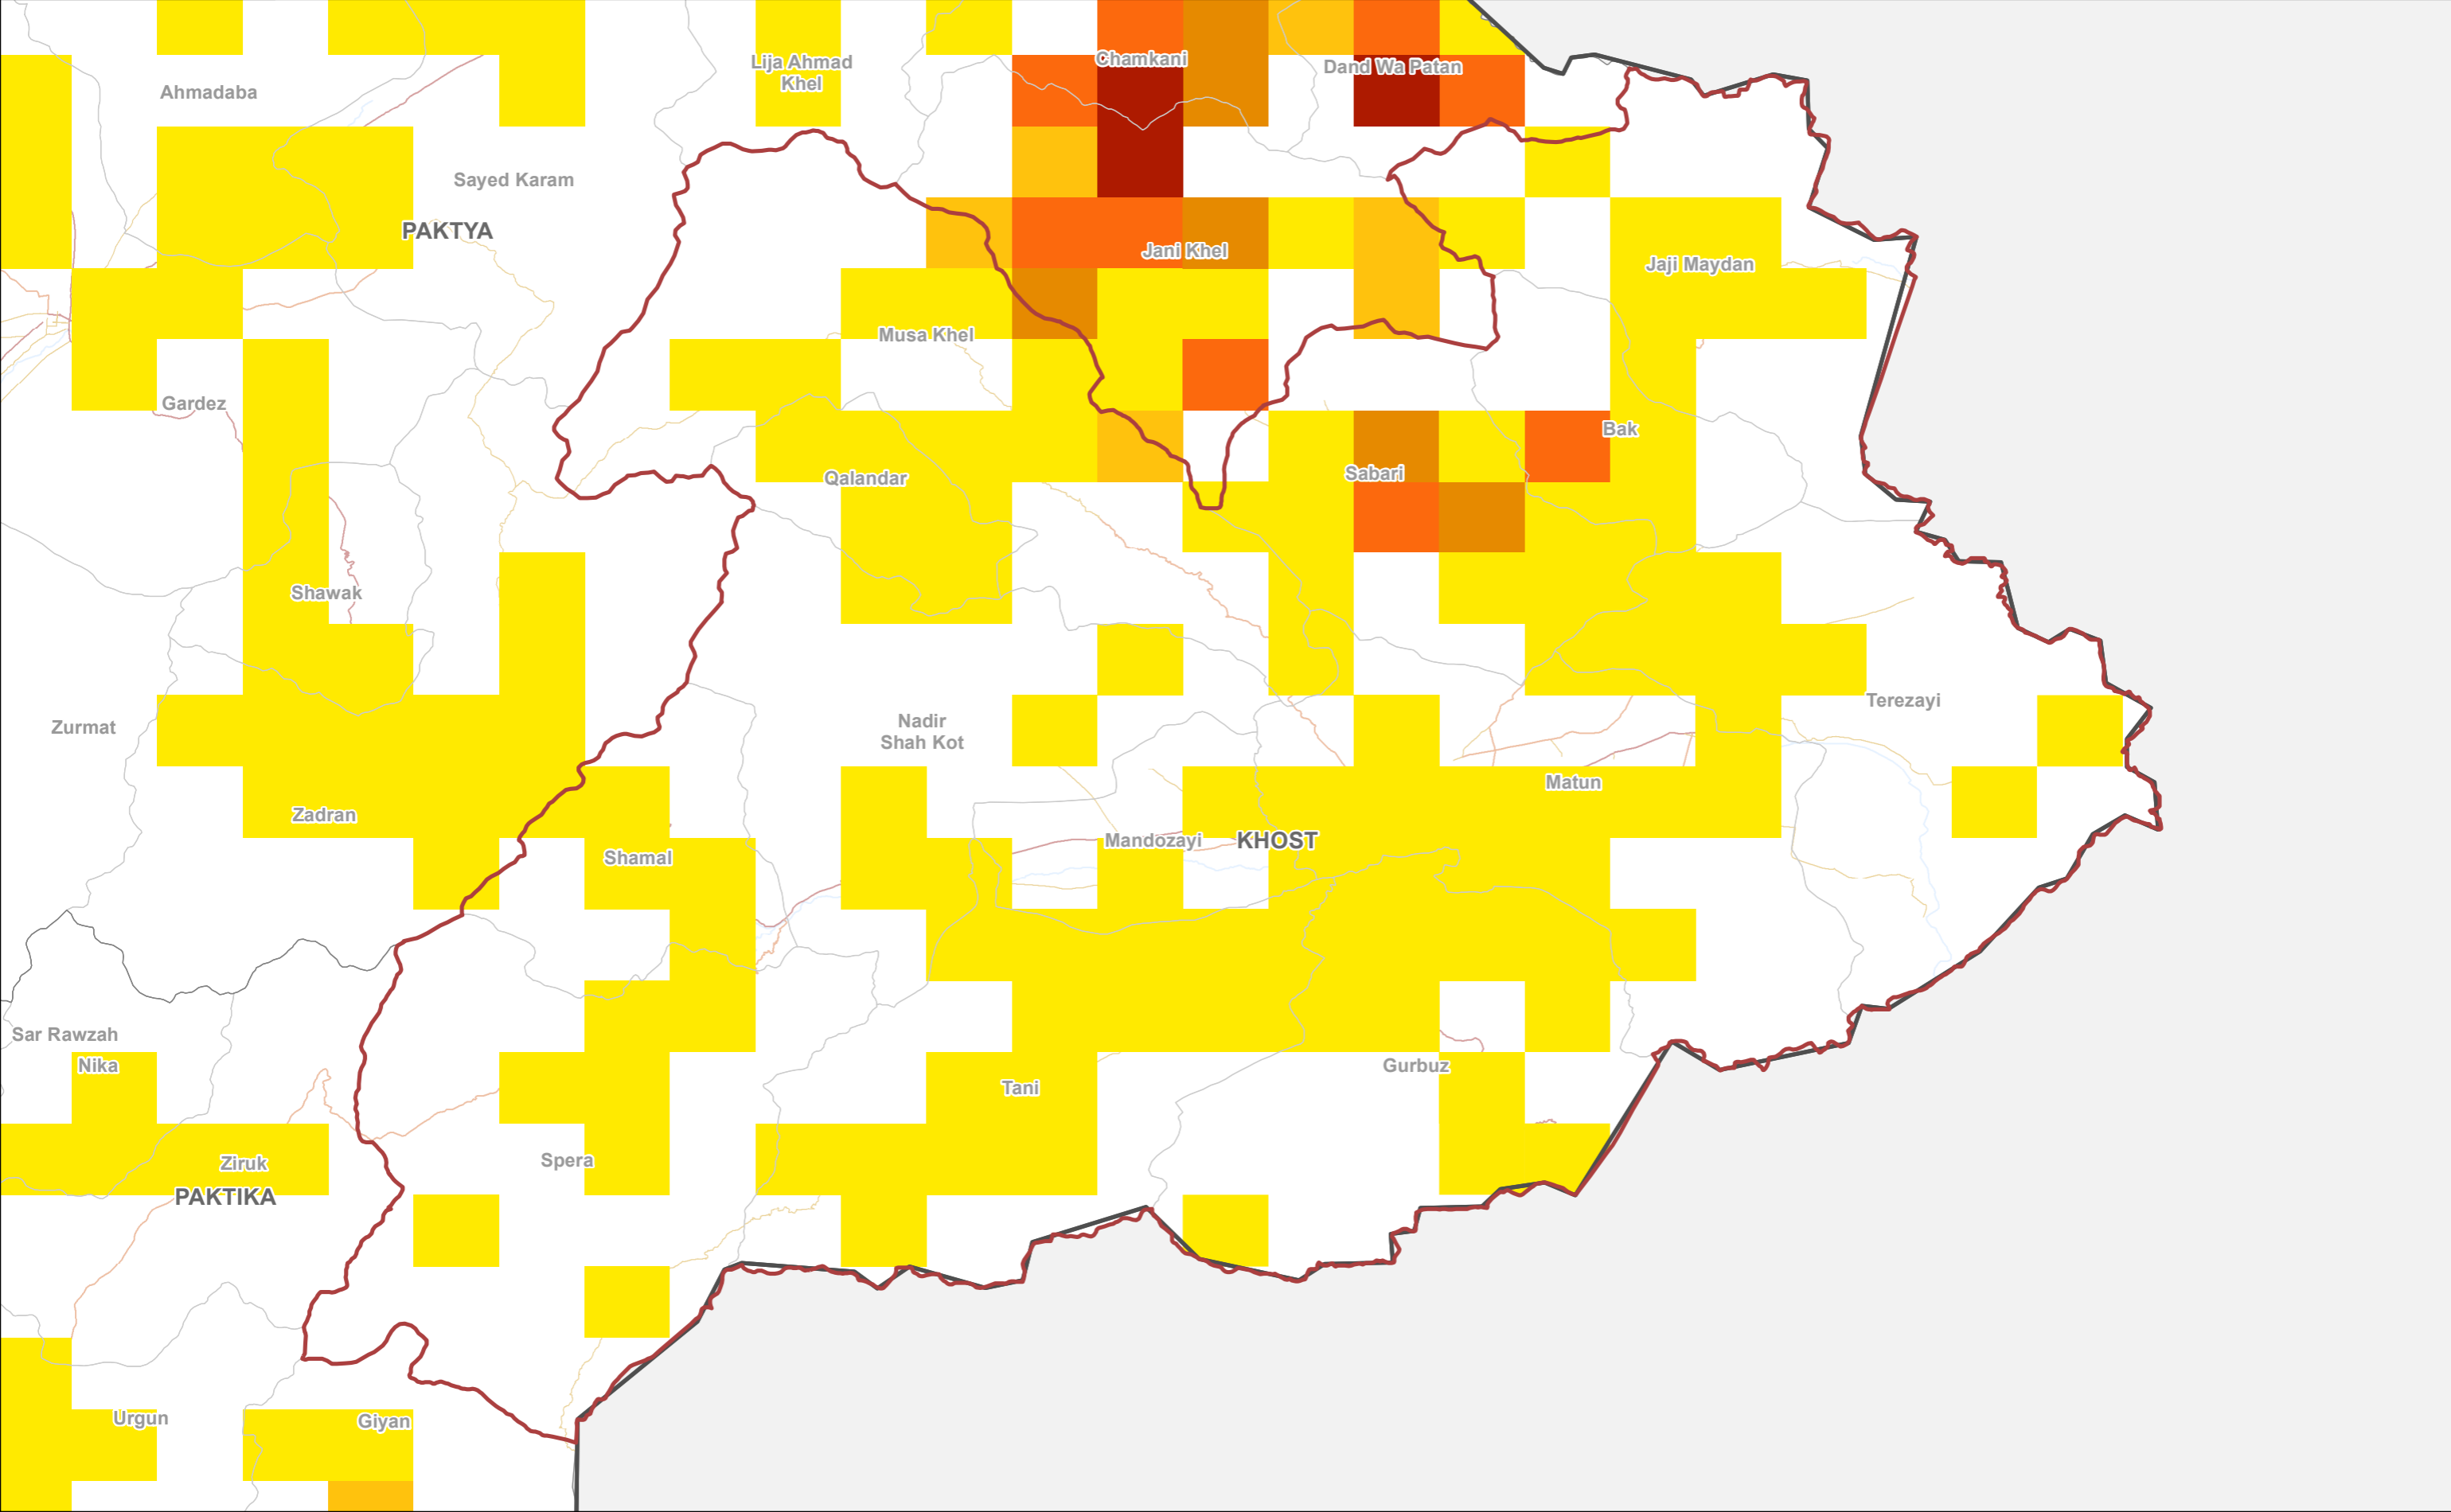 Chamkani
Lija Ahmad
Khel
Dand Wa Patan
Ahmadaba
Sayed Karam
PAKTYA
Jani Khel
Jaji Maydan
Musa Khel
Gardez
Bak
Sabari
Qalandar
Shawak
Terezayi
Zurmat
Nadir
Shah Kot
Matun
Zadran
Mandozayi
KHOST
Shamal
Sar Rawzah
Nika
Gurbuz
Tani
Spera
Ziruk
PAKTIKA
Urgun
Giyan